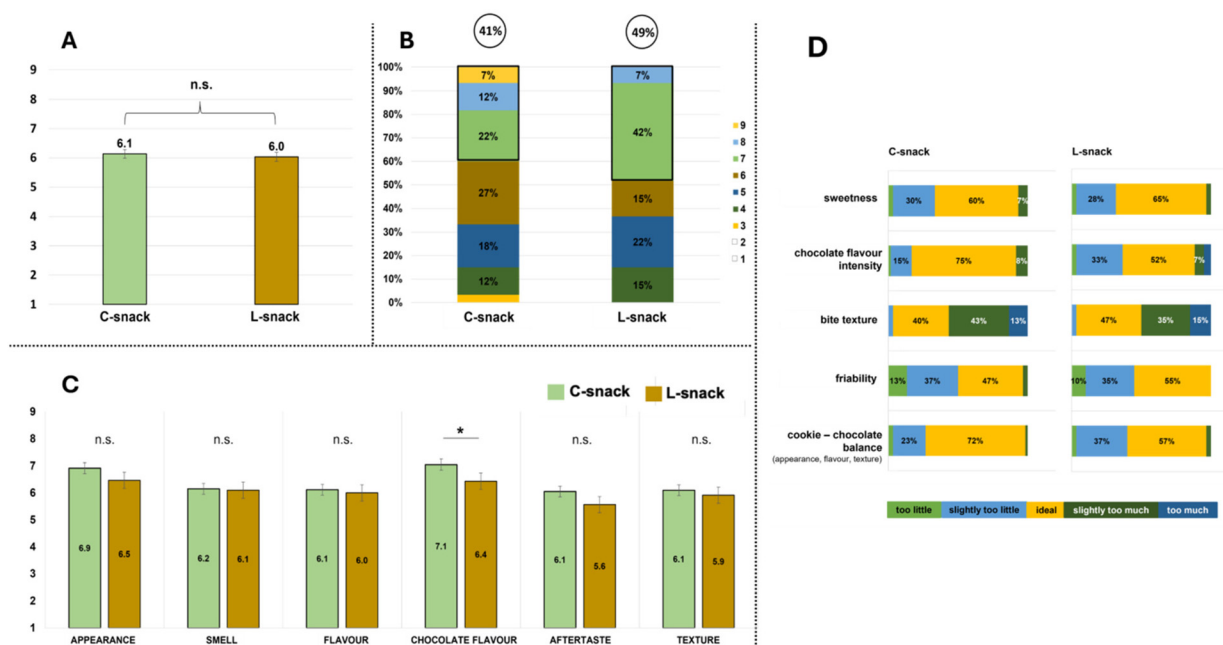 A
9
8
7
6
5
4
3
2
1
n.s.
6.1
6.0
C-snack
L-snack
B
41%
49%
100%
90%
80%
70%
60%
50%
40%
30%
20%
10%
0%
7%
12%
22%
27%
18%
12%
7%
42%
15%
22%
15%
C-snack
L-snack
9
8
7
6
5
4
3
2
1
C
C-snack
L-snack
9
8
7
6
5
4
3
2
1
n.s.
n.s.
n.s.
*
n.s.
n.s.
6.9
6.5
6.2
6.1
6.1
6.0
7.1
6.4
6.1
5.6
6.1
5.9
APPEARANCE
SMELL
FLAVOUR
CHOCOLATE FLAVOUR
AFTERTASTE
TEXTURE
D
C-snack
L-snack
sweetness
30%
60%
7%
28%
65%
chocolate flavour
intensity
15%
75%
8%
33%
52%
7%
bite texture
40%
43%
13%
47%
35%
15%
friability
13%
37%
47%
10%
35%
55%
cookie – chocolate
balance
(appearance, flavour, texture)
23%
72%
37%
57%
too little
slightly too little
ideal
slightly too much
too much